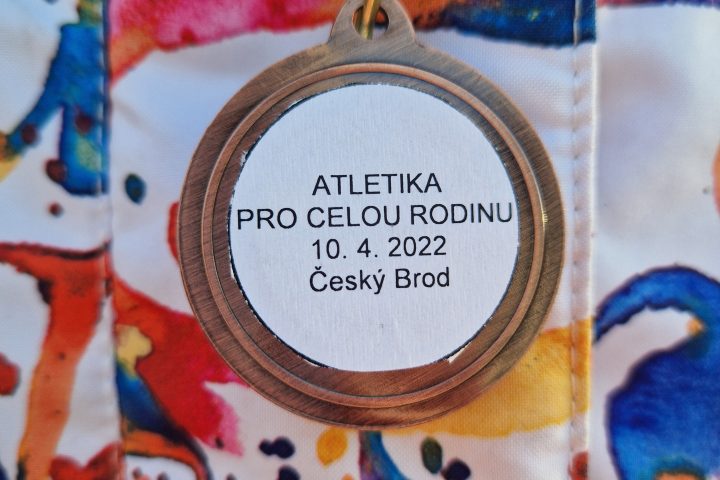 ATLETIKA
PRO CELOU RODINU
10. 4. 2022
Český Brod